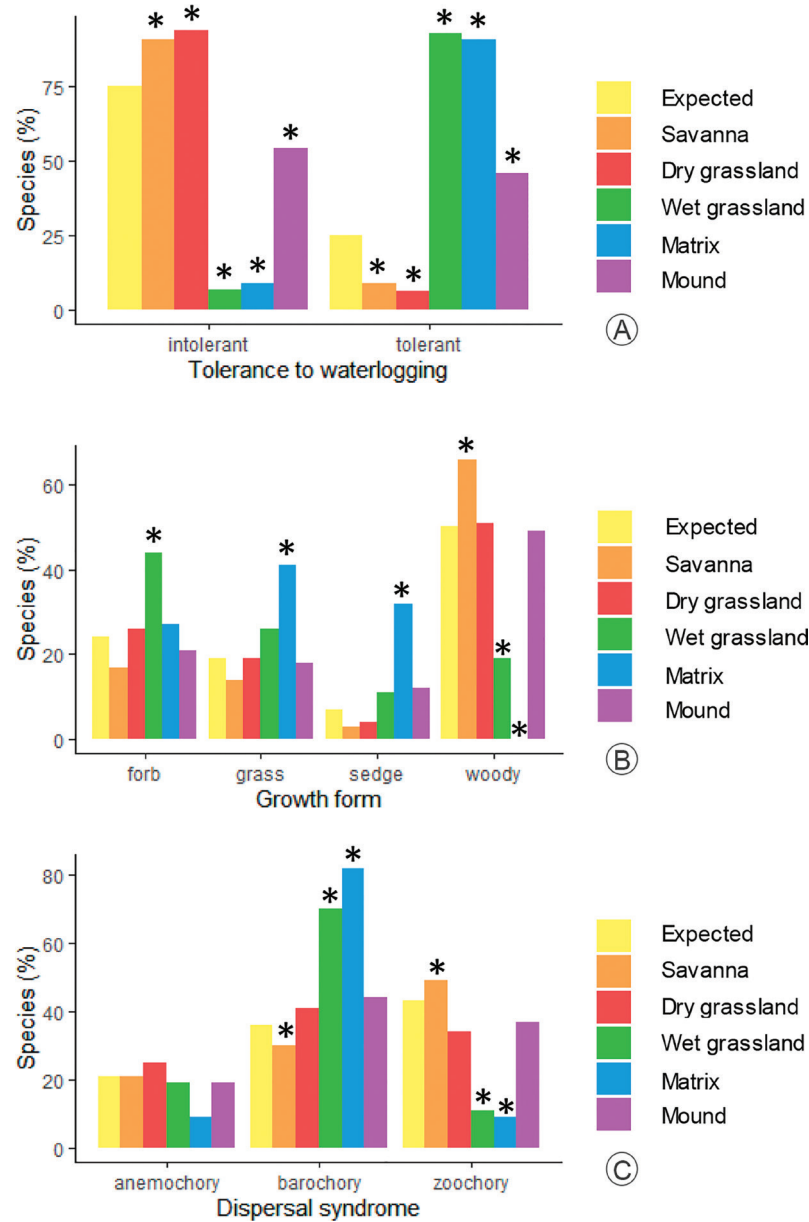 * * * * * * * * * *
75
50
25
0
Species (%)
intolerant tolerant
Tolerance to waterlogging
Expected
Savanna
Dry grassland
Wet grassland
Matrix
Mound
A
* * * * * *
60
40
20
0
Species (%)
forb grass sedge woody
Growth form
Expected
Savanna
Dry grassland
Wet grassland
Matrix
Mound
B
* * * * * *
80
60
40
20
0
Species (%)
anemochory barochory zoochory
Dispersal syndrome
Expected
Savanna
Dry grassland
Wet grassland
Matrix
Mound
C